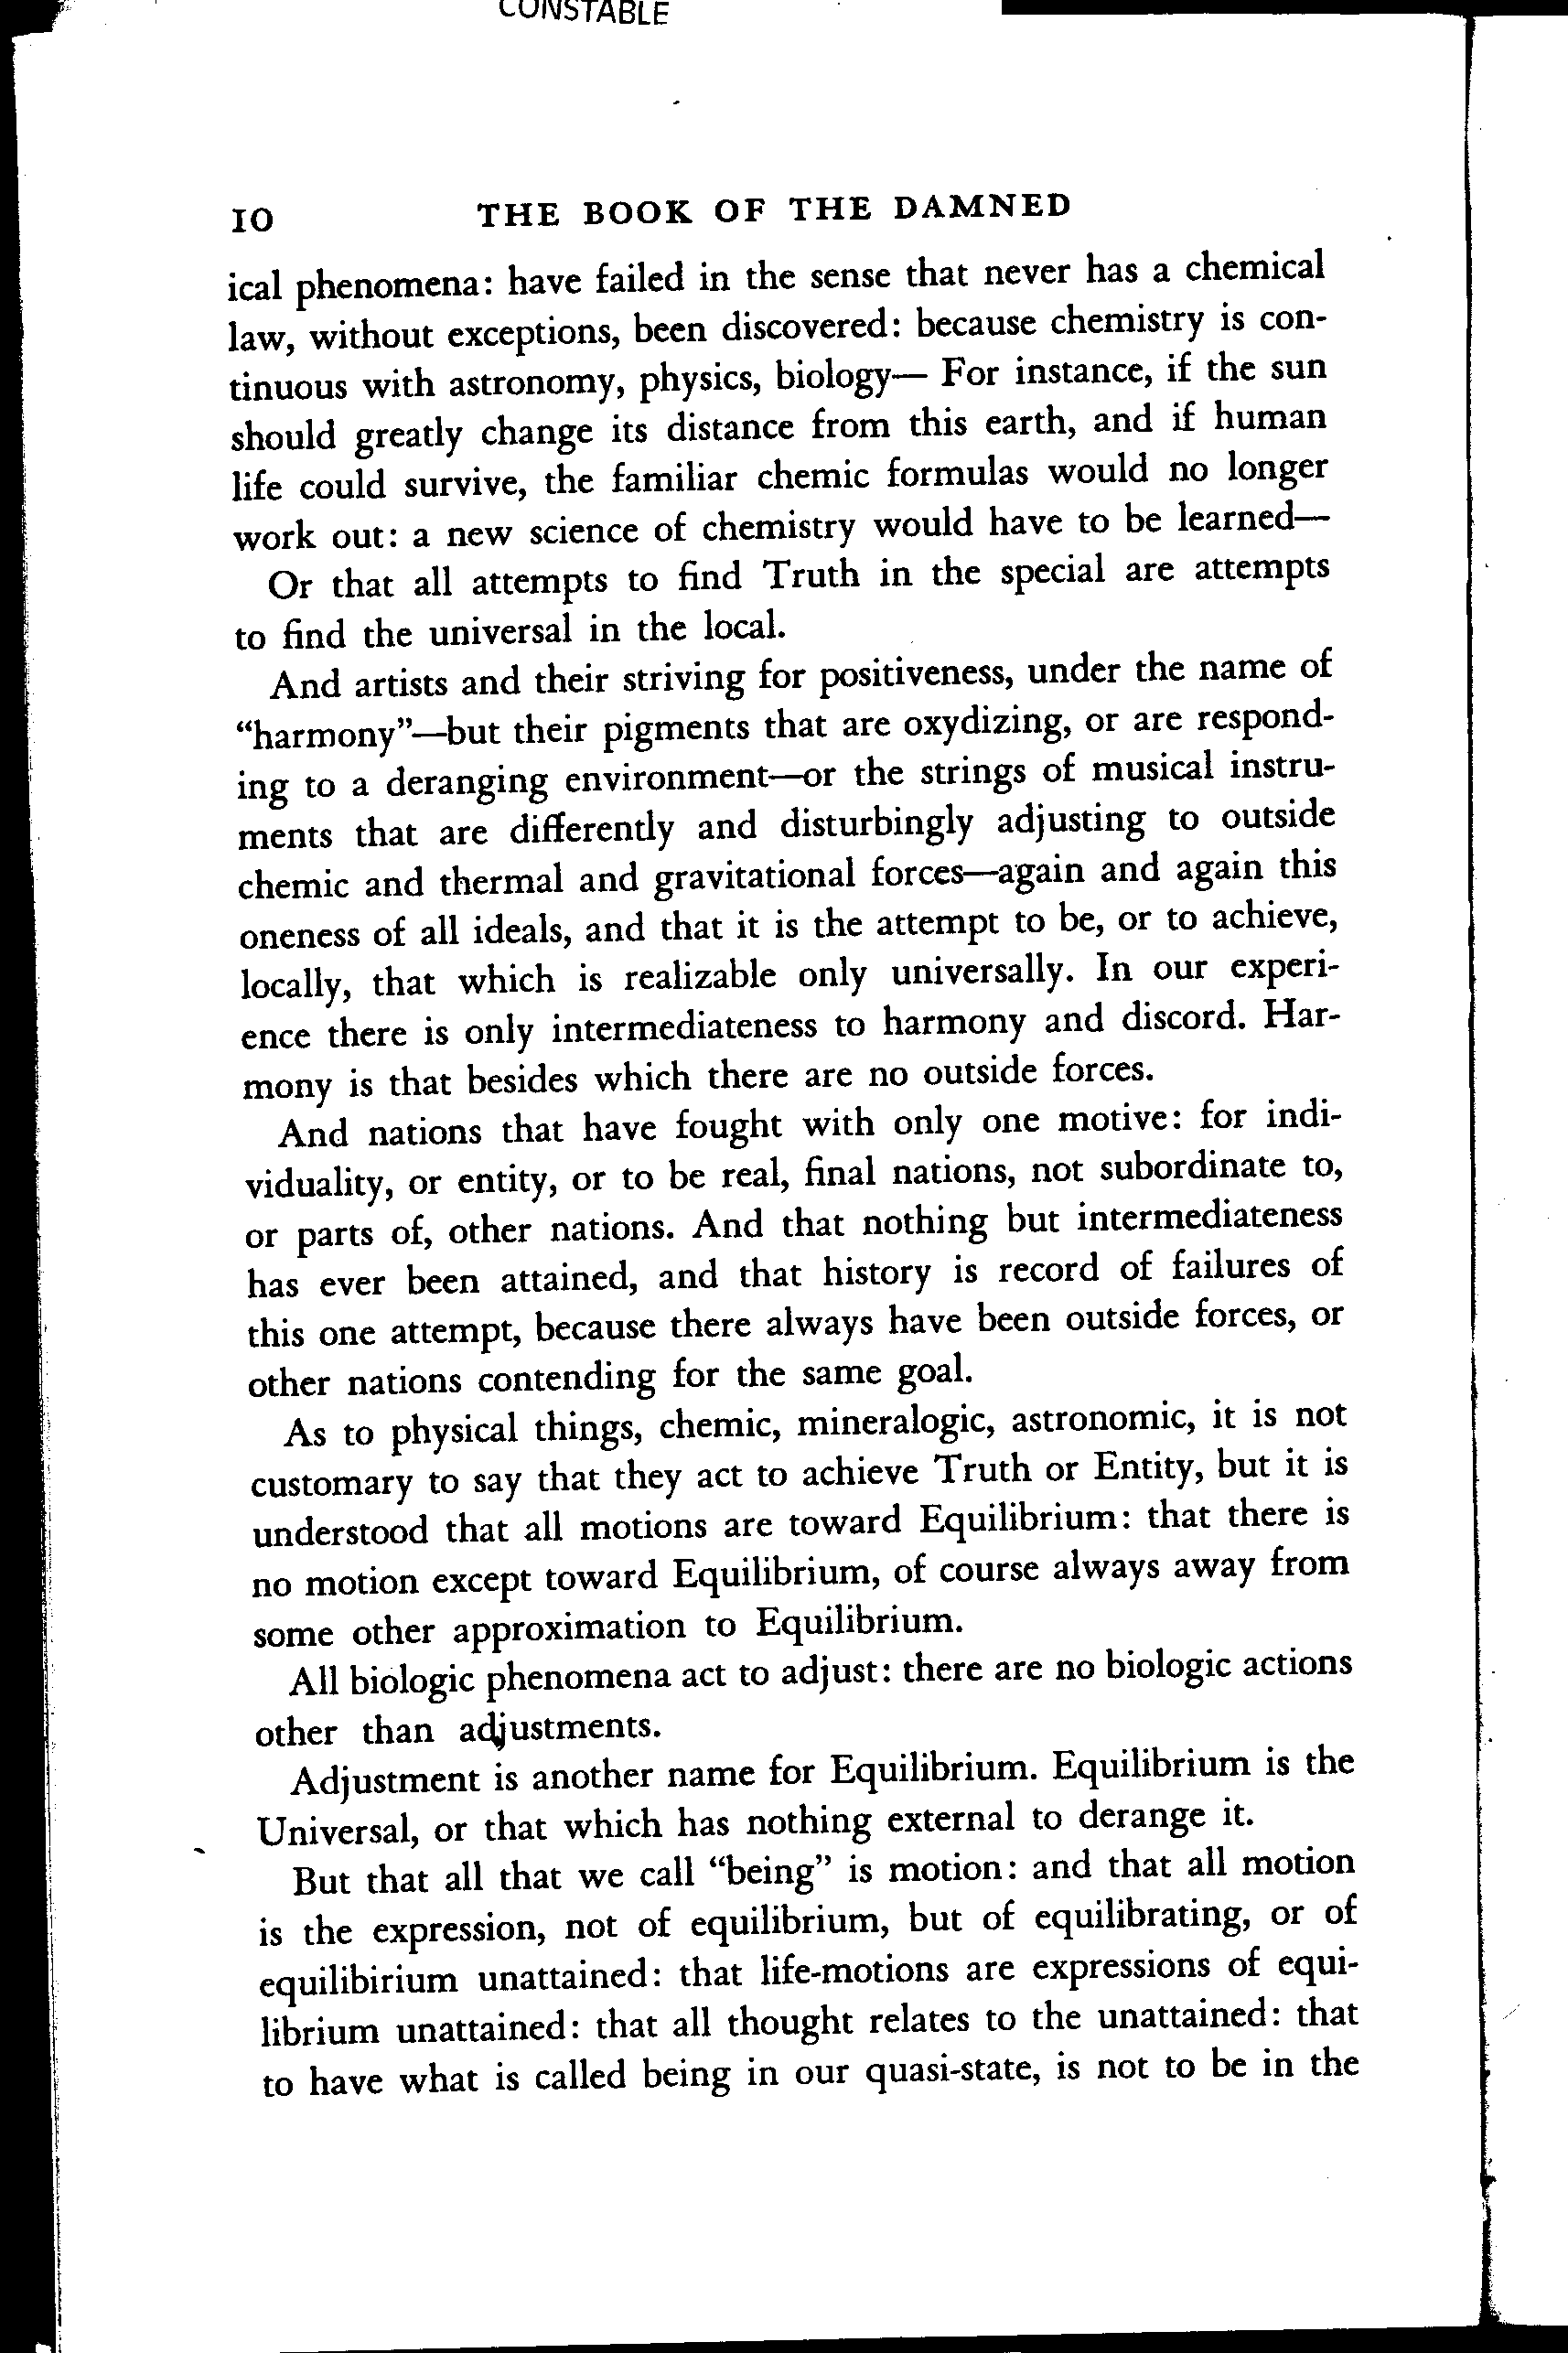 CONSTABLE
10 THE BOOK OF THE DAMNED
ical phenomena: have failed in the sense that never has a chemical
law, without exceptions, been discovered: because chemistry is con-
tinuous with astronomy, physics, biology— For instance, if the sun
should greatly change its distance from this earth, and if human
life could survive, the familiar chemic formulas would no longer
work out: a new science of chemistry would have to be learned—
Or that all attempts to find Truth in the special are attempts
to find the universal in the local.
And artists and their striving for positiveness, under the name of
“harmony”—but their pigments that are oxydizing, or are respond-
ing to a deranging environment—or the strings of musical instru-
ments that are differently and disturbingly adjusting to outside
chemic and thermal and gravitational forces—again and again this
oneness of all ideals, and that it is the attempt to be, or to achieve,
locally, that which is realizable only universally. In our experi-
ence there is only intermediateness to harmony and discord. Har-
mony is that besides which there are no outside forces.
And nations that have fought with only one motive: for indi-
viduality, or entity, or to be real, final nations, not subordinate to,
or parts of, other nations. And that nothing but intermediateness
has ever been attained, and that history is record of failures of
this one attempt, because there always have been outside forces, or
other nations contending for the same goal.
As to physical things, chemic, mineralogic, astronomic, it is not
customary to say that they act to achieve Truth or Entity, but it is
understood that all motions are toward Equilibrium: that there is
no motion except toward Equilibrium, of course always away from
some other approximation to Equilibrium.
All biologic phenomena act to adjust: there are no biologic actions
other than adjustments.
Adjustment is another name for Equilibrium. Equilibrium is the
Universal, or that which has nothing external to derange it.
But that all that we call “being” is motion: and that all motion
is the expression, not of equilibrium, but of equilibrating, or of
equilibirium unattained: that life-motions are expressions of equi-
librium unattained: that all thought relates to the unattained: that
to have what is called being in our quasi-state, is not to be in the